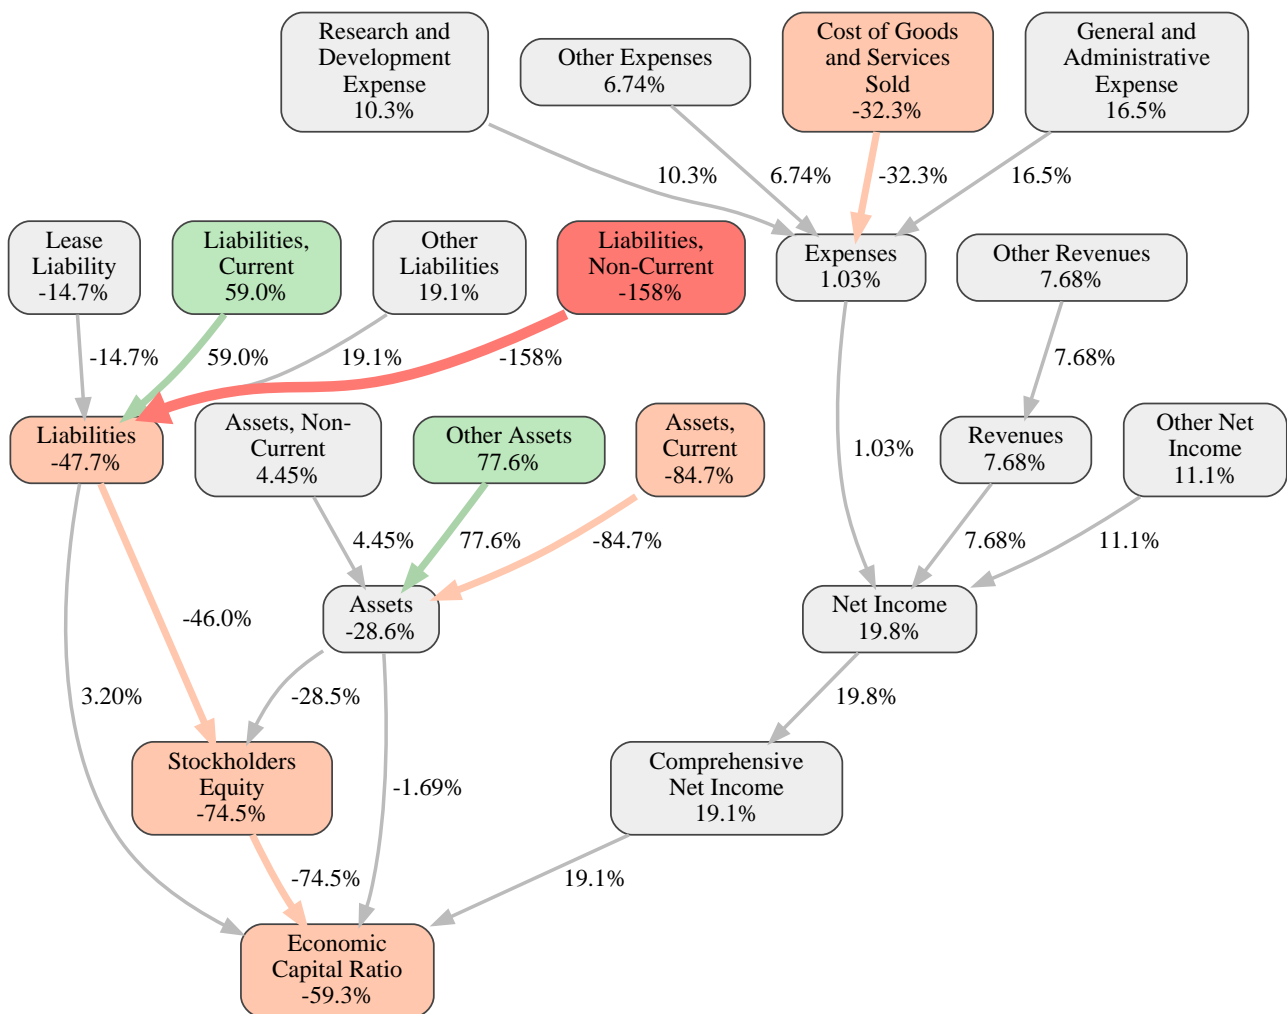 Research and
Development
Expense
10.3%
Other Expenses
6.74%
Cost of Goods
and Services
Sold
-32.3%
General and
Administrative
Expense
16.5%
10.3%
6.74%
-32.3%
16.5%
Lease
Liability
-14.7%
Liabilities,
Current
59.0%
Other
Liabilities
19.1%
Liabilities,
Non-Current
-158%
Expenses
1.03%
Other Revenues
7.68%
-14.7%
59.0%
19.1%
-158%
7.68%
Liabilities
-47.7%
Assets, Non-
Current
4.45%
Other Assets
77.6%
Assets,
Current
-84.7%
1.03%
Revenues
7.68%
Other Net
Income
11.1%
4.45%
77.6%
-84.7%
7.68%
11.1%
-46.0%
Assets
-28.6%
Net Income
19.8%
3.20%
-28.5%
19.8%
Stockholders
Equity
-74.5%
-1.69%
Comprehensive
Net Income
19.1%
-74.5%
19.1%
Economic
Capital Ratio
-59.3%